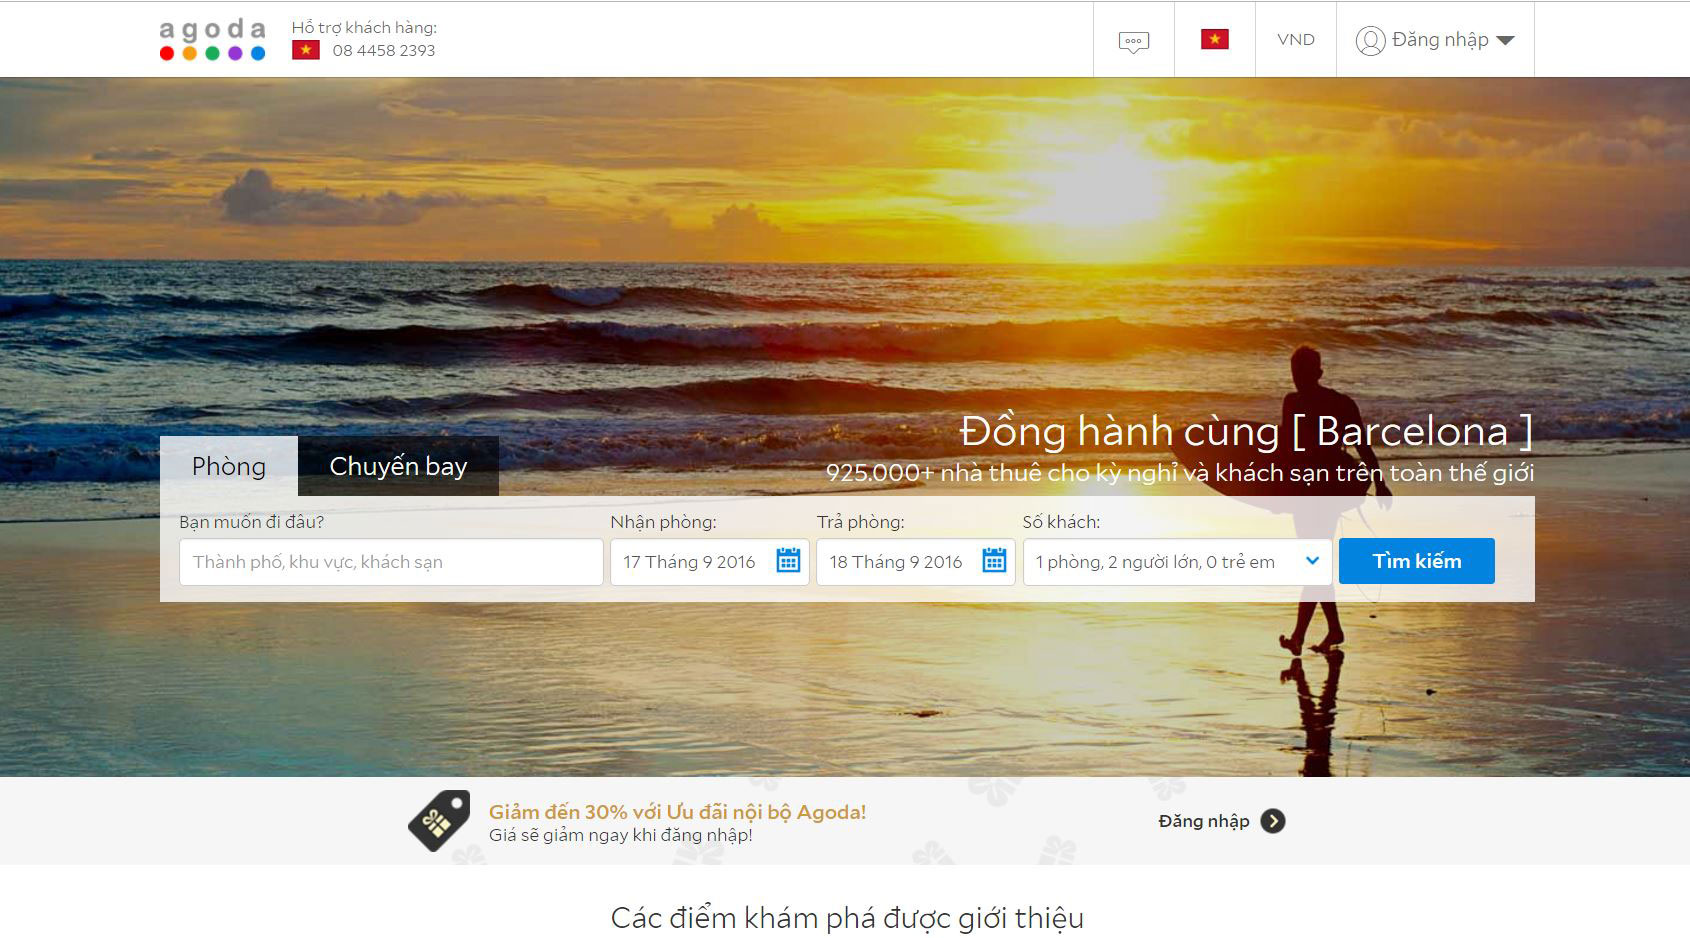 agoda
Hỗ trợ khách hàng:
08 4458 2393
VND
Đăng nhập
Đồng hành cùng [ Barcelona ]
925.000+ nhà thuê cho kỳ nghỉ và khách sạn trên toàn thế giới
Phòng
Chuyến bay
Bạn muốn đi đâu?
Nhận phòng:
Trả phòng:
Số khách:
Thành phố, khu vực, khách sạn
17 Tháng 9 2016
18 Tháng 9 2016
1 phòng, 2 người lớn, 0 trẻ em
Tìm kiếm
Giảm đến 30% với Ưu đãi nội bộ Agoda!
Giá sẽ giảm ngay khi đăng nhập!
Đăng nhập
Các điểm khám phá được giới thiệu